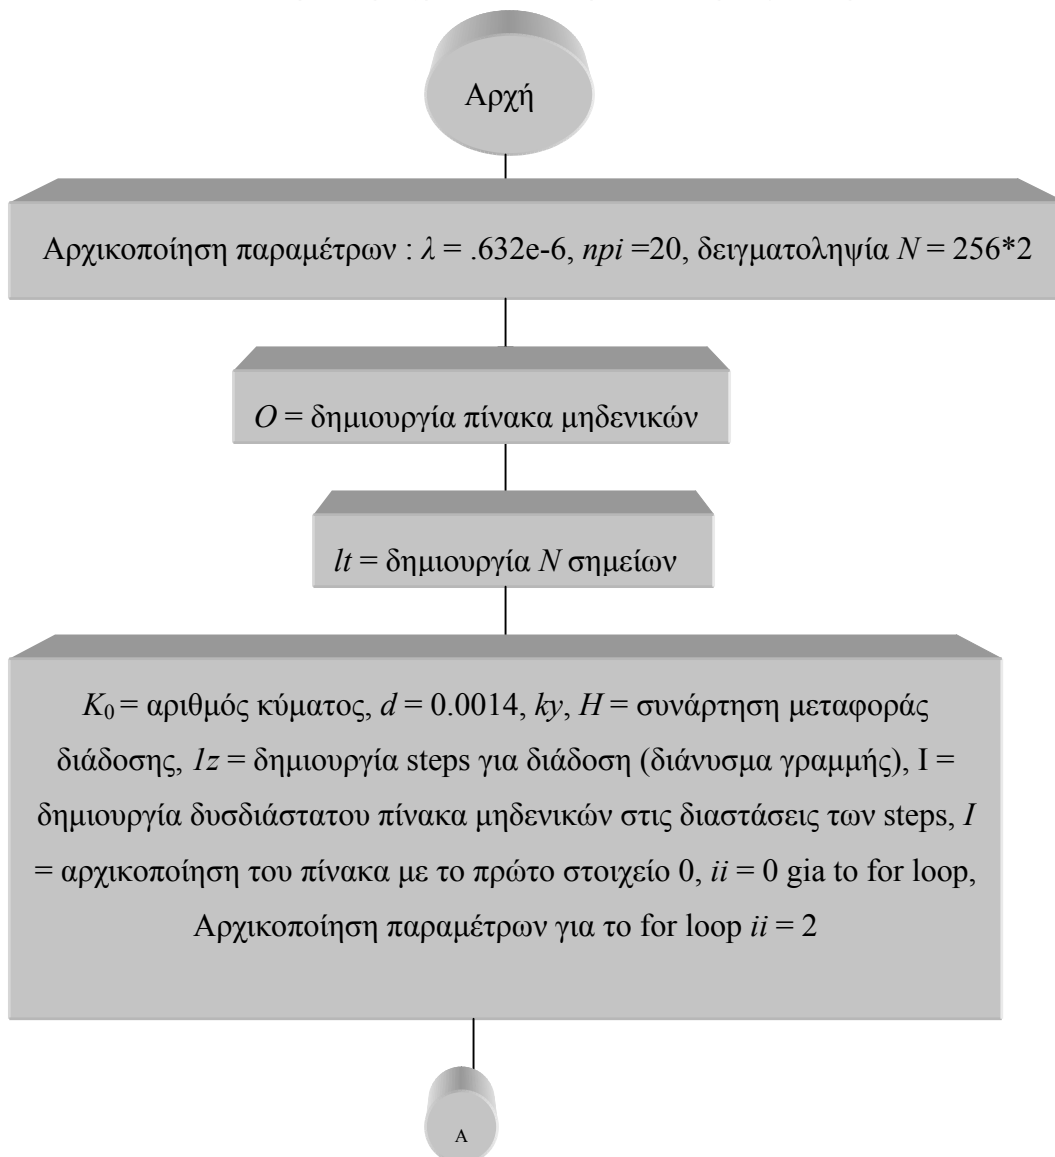 Αρχή
Αρχικοποίηση παραμέτρων : λ = .632e-6, npi =20, δειγματοληψία N = 256*2
O = δημιουργία πίνακα μηδενικών
lt = δημιουργία N σημείων
K₀ = αριθμός κύματος, d = 0.0014, ky, H = συνάρτηση μεταφοράς
διάδοσης, 1z = δημιουργία steps για διάδοση (διάνυσμα γραμμής), I =
δημιουργία δυσδιάστατου πίνακα μηδενικών στις διαστάσεις των steps, I
= αρχικοποίηση του πίνακα με το πρώτο στοιχείο 0, ii = 0 gia to for loop,
Αρχικοποίηση παραμέτρων για το for loop ii = 2
A